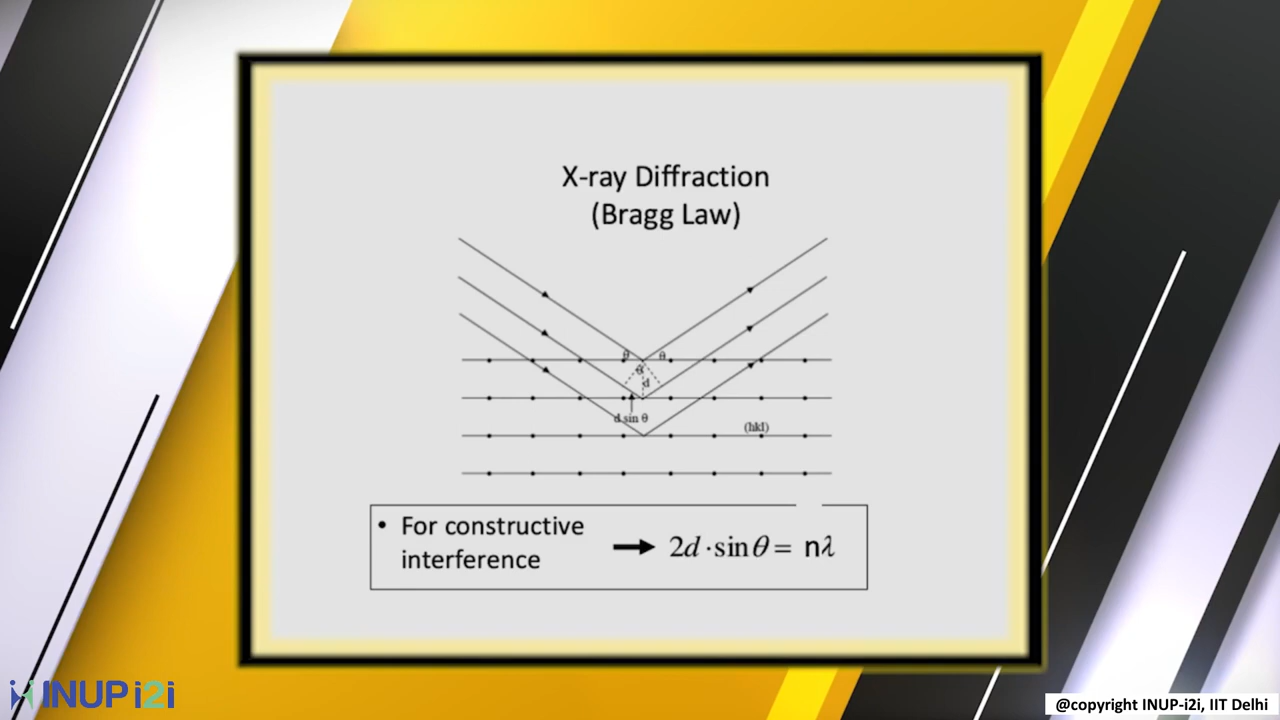 X-ray Diffraction
(Bragg Law)
θ θ
θ
d
d sin θ
(hkl)
• For constructive
interference
2d·sinθ = nλ
INUP i2i
@copyright INUP-i2i, IIT Delhi